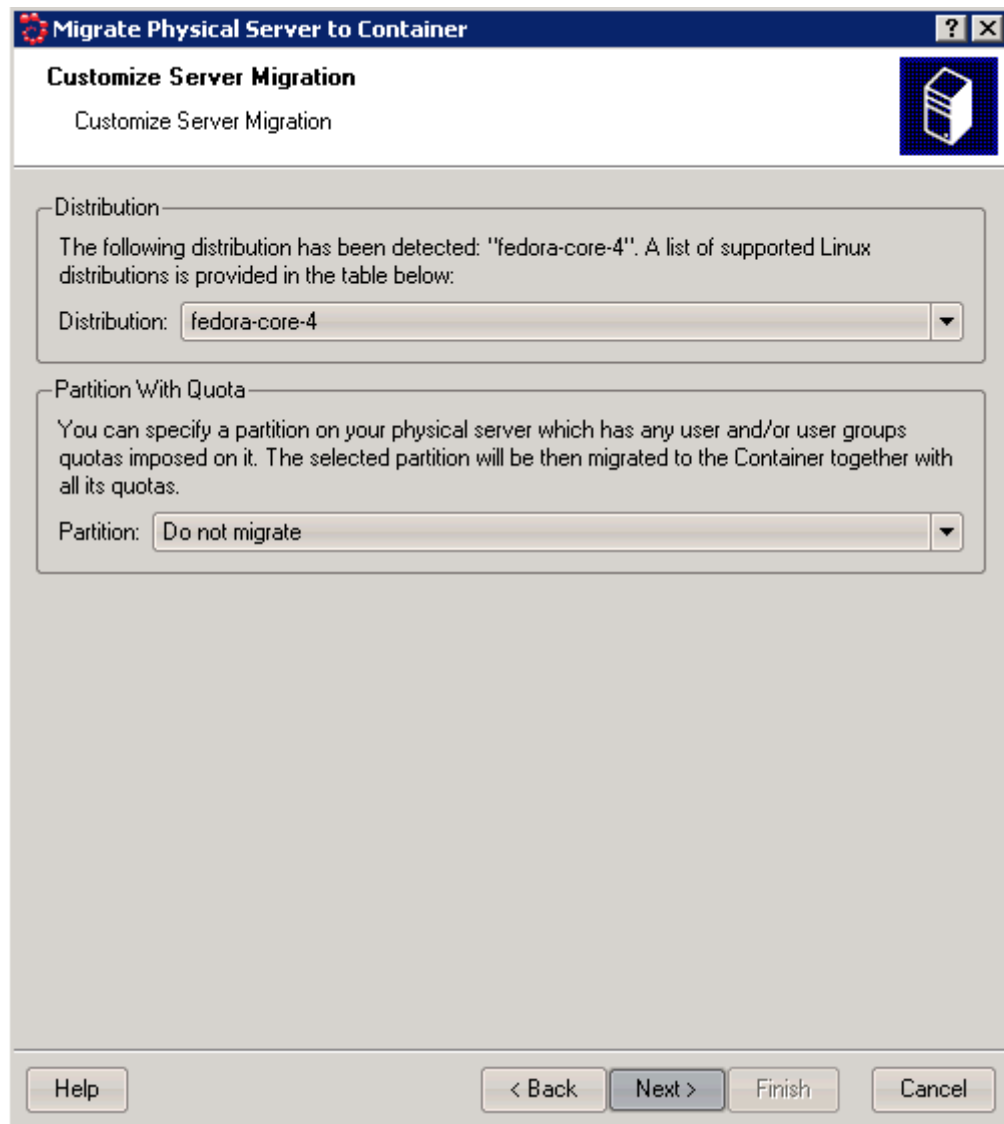 Migrate Physical Server to Container
Customize Server Migration
Customize Server Migration
Distribution
The following distribution has been detected: "fedora-core-4". A list of supported Linux
distributions is provided in the table below:
Distribution: fedora-core-4
Partition With Quota
You can specify a partition on your physical server which has any user and/or user groups
quotas imposed on it. The selected partition will be then migrated to the Container together with
all its quotas.
Partition: Do not migrate
Help < Back Next > Finish Cancel